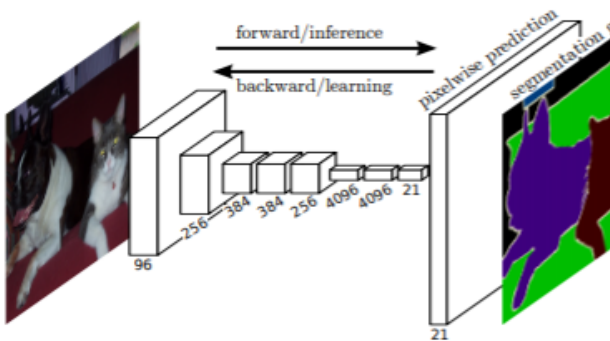 forward/inference
backward/learning
pixelwise prediction
segmentation
96
256
384
384
256
4096
4096
21
21